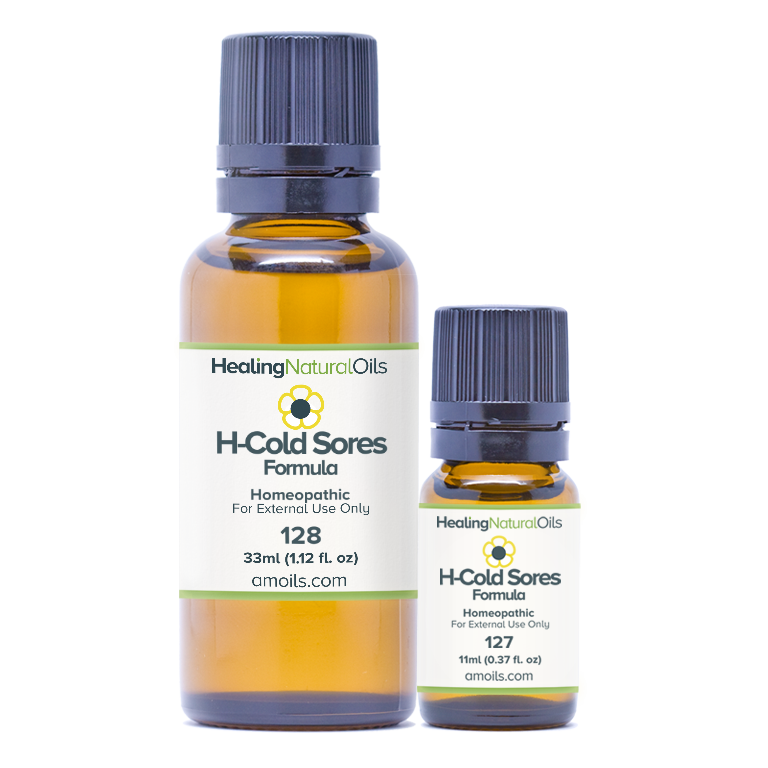 HealingNaturalOils
H-Cold Sores
Formula
Homeopathic
For External Use Only
128
33ml (1.12 fl. oz)
amoils.com
HealingNaturalOils
H-Cold Sores
Formula
Homeopathic
For External Use Only
127
11ml (0.37 fl. oz)
amoils.com